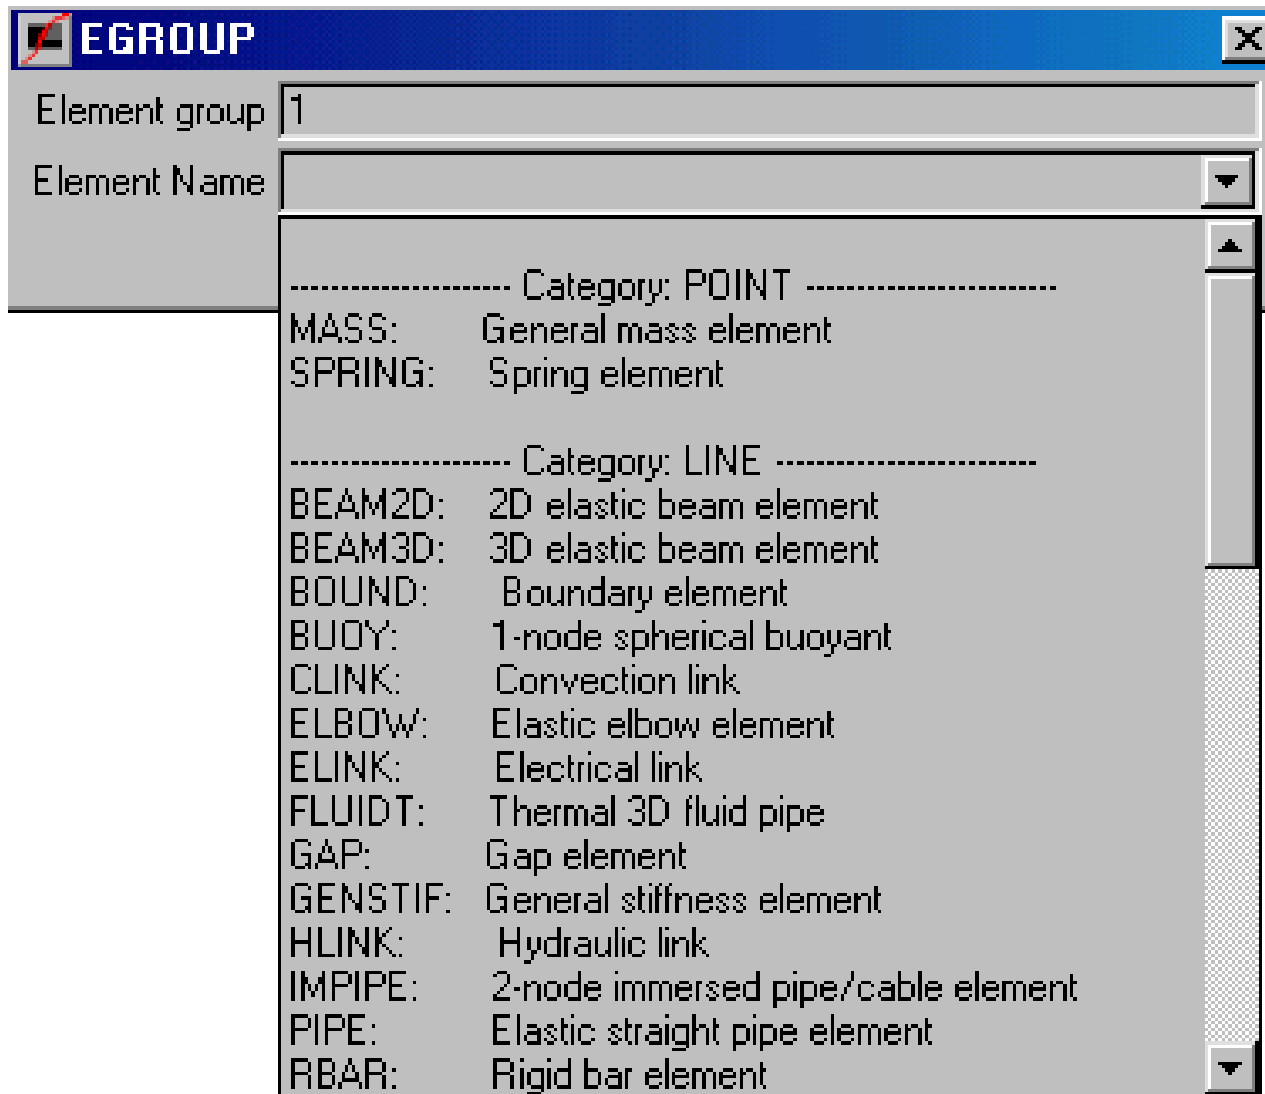 EGROUP
Element group 1
Element Name
---------------------- Category: POINT -------------------------
MASS: General mass element
SPRING: Spring element
---------------------- Category: LINE --------------------------
BEAM2D: 2D elastic beam element
BEAM3D: 3D elastic beam element
BOUND: Boundary element
BUOY: 1-node spherical buoyant
CLINK: Convection link
ELBOW: Elastic elbow element
ELINK: Electrical link
FLUIDT: Thermal 3D fluid pipe
GAP: Gap element
GENSTIF: General stiffness element
HLINK: Hydraulic link
IMPIPE: 2-node immersed pipe/cable element
PIPE: Elastic straight pipe element
RBAR: Rigid bar element